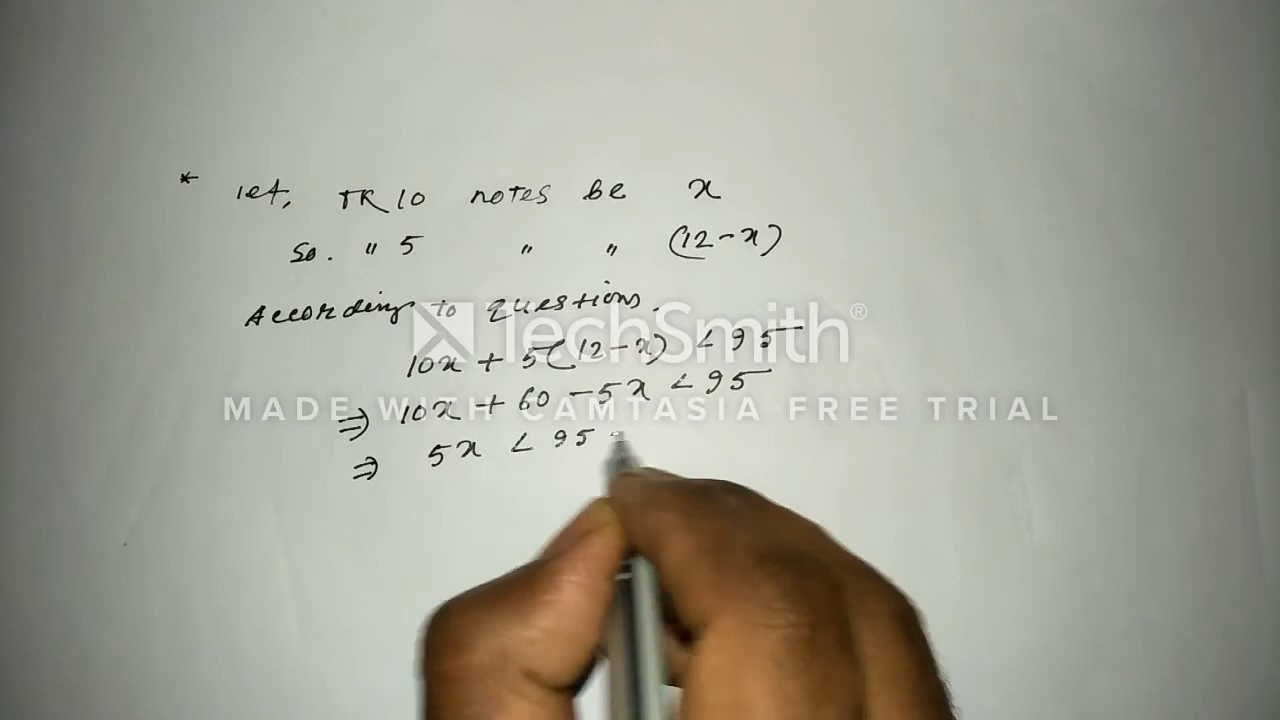 * let, TK 10 notes be x
So. " 5 " " (12-x)
According to questions.
10x + 5(12-x) < 95
⇒ 10x + 60 - 5x < 95
⇒ 5x < 95
TechSmith®
MADE WITH CAMTASIA FREE TRIAL